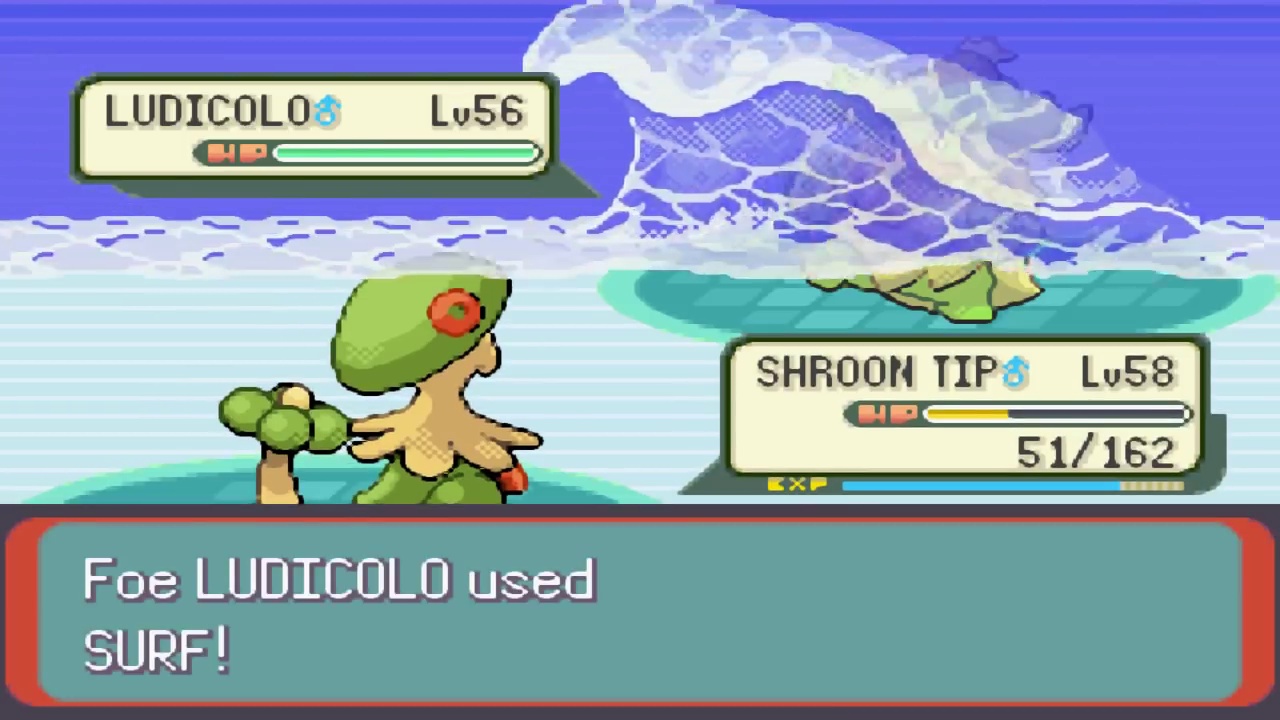 LUDICOLO♂ Lv56
HP
SHROON TIP♂ Lv58
HP
51/162
EXP
Foe LUDICOLO used
SURF!